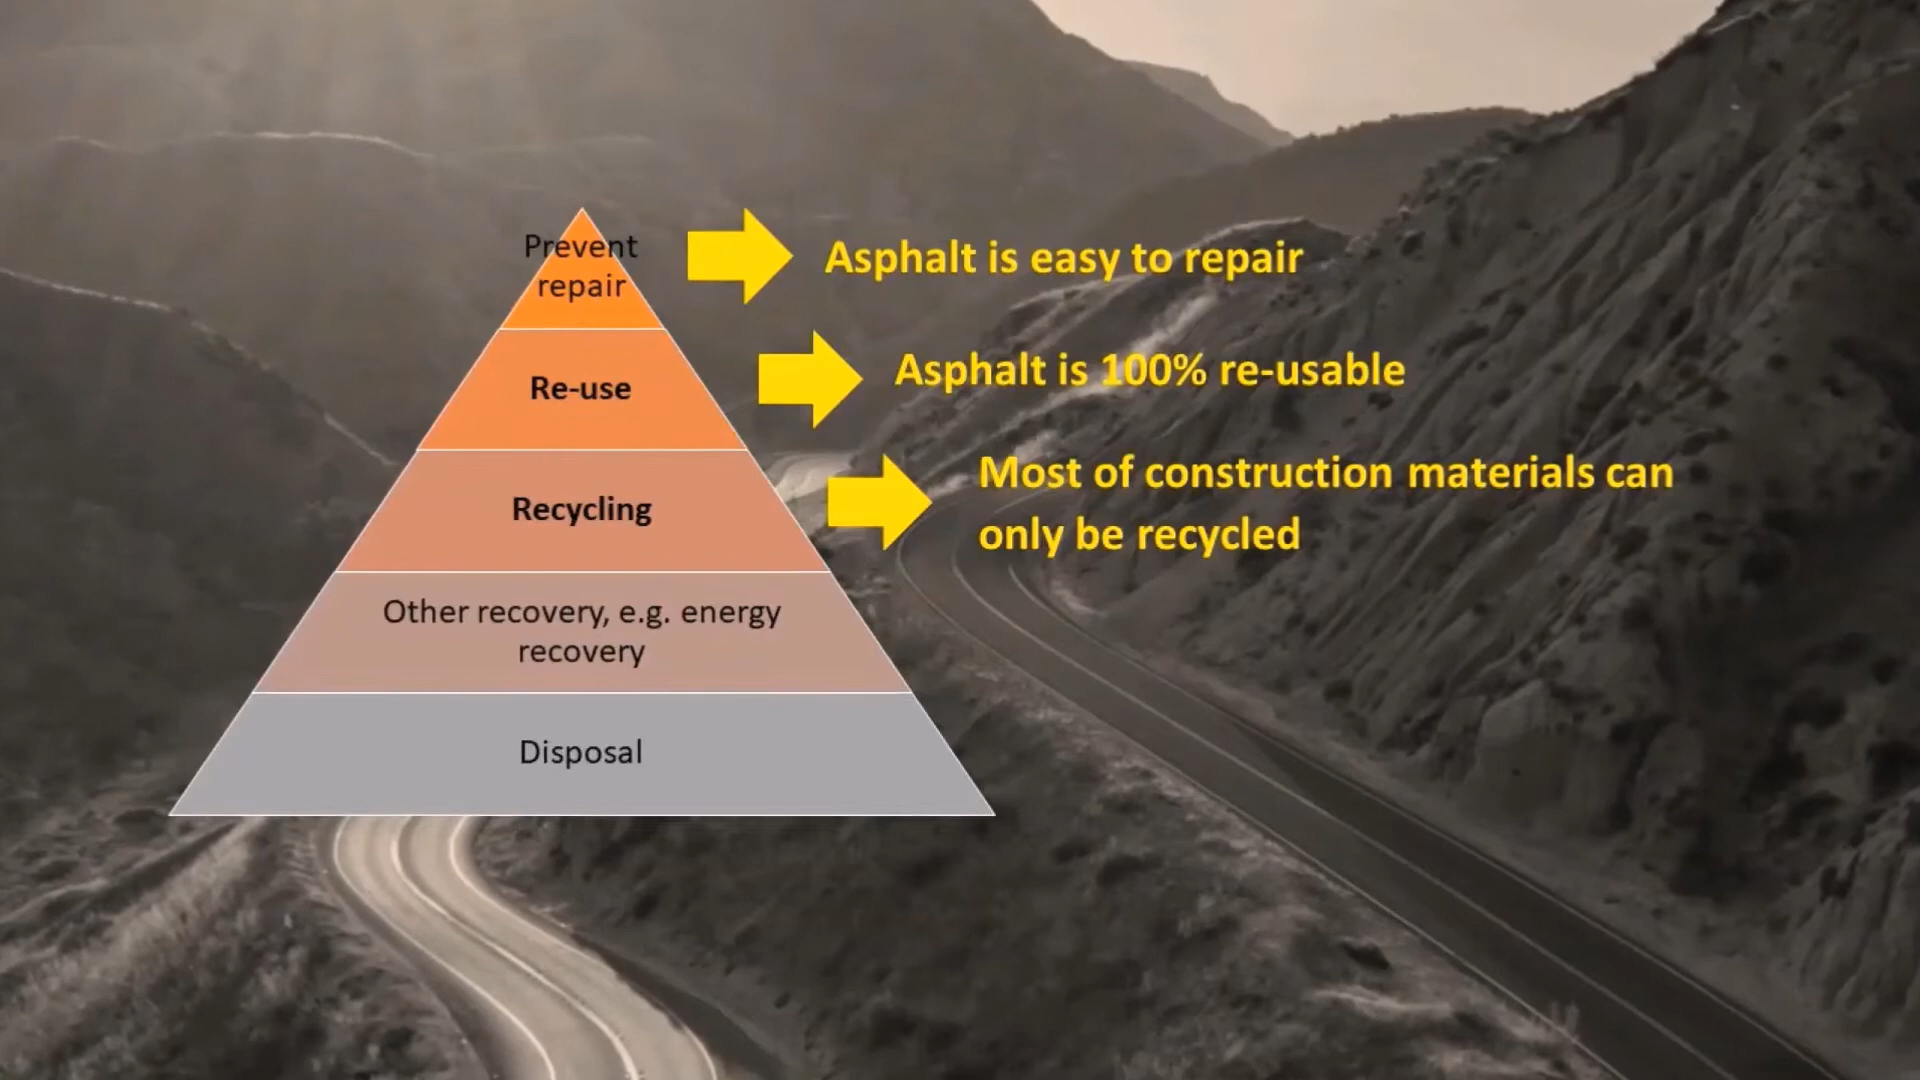 Prevent
repair
Asphalt is easy to repair
Re-use
Asphalt is 100% re-usable
Recycling
Most of construction materials can
only be recycled
Other recovery, e.g. energy
recovery
Disposal